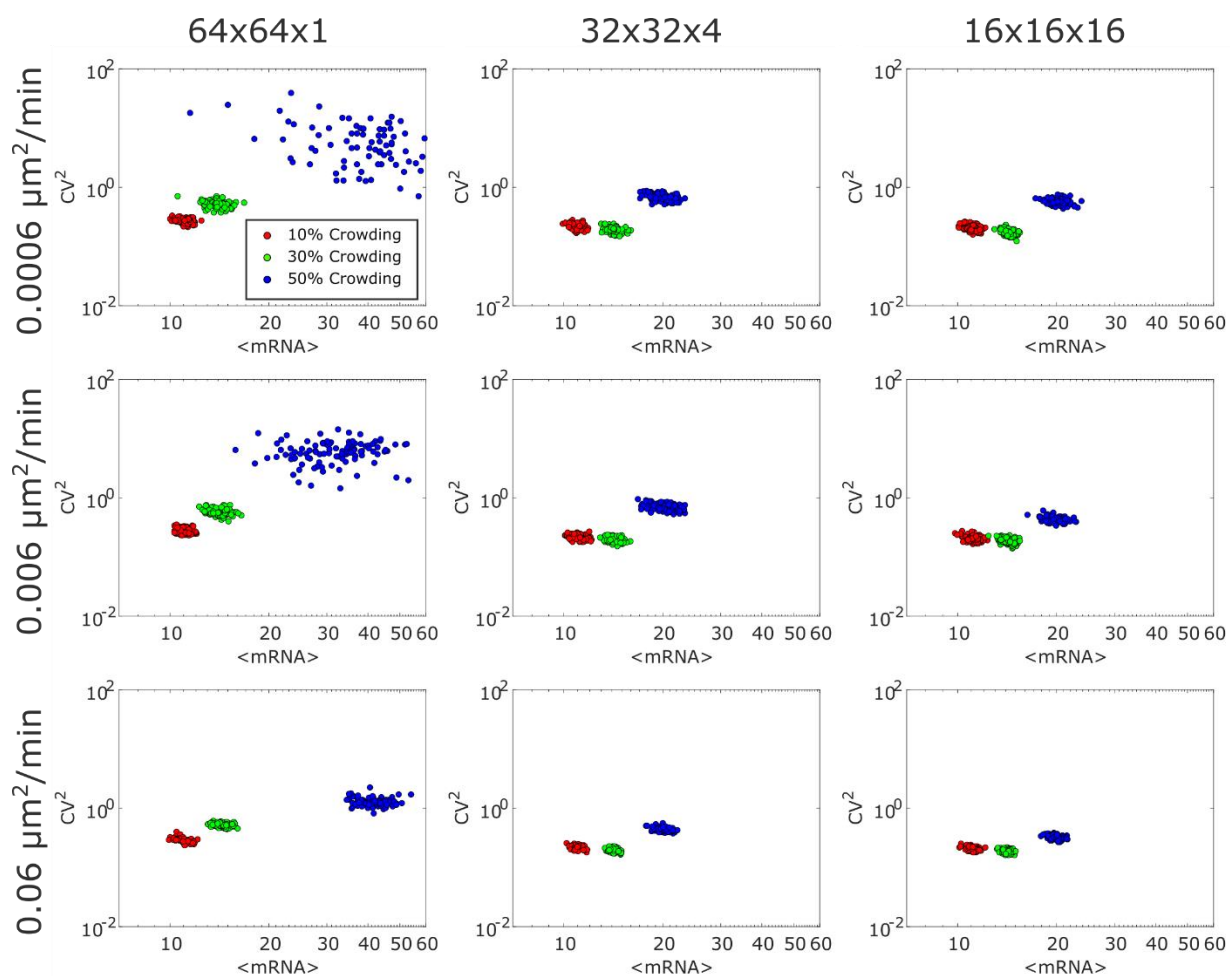 64x64x1 32x32x4 16x16x16
0.0006 µm²/min
CV²
10²
10⁰
10⁻²
10% Crowding
30% Crowding
50% Crowding
10 20 30 40 50 60
<mRNA>
CV²
10²
10⁰
10⁻²
10 20 30 40 50 60
<mRNA>
CV²
10²
10⁰
10⁻²
10 20 30 40 50 60
<mRNA>
0.006 µm²/min
CV²
10²
10⁰
10⁻²
10 20 30 40 50 60
<mRNA>
CV²
10²
10⁰
10⁻²
10 20 30 40 50 60
<mRNA>
CV²
10²
10⁰
10⁻²
10 20 30 40 50 60
<mRNA>
0.06 µm²/min
CV²
10²
10⁰
10⁻²
10 20 30 40 50 60
<mRNA>
CV²
10²
10⁰
10⁻²
10 20 30 40 50 60
<mRNA>
CV²
10²
10⁰
10⁻²
10 20 30 40 50 60
<mRNA>